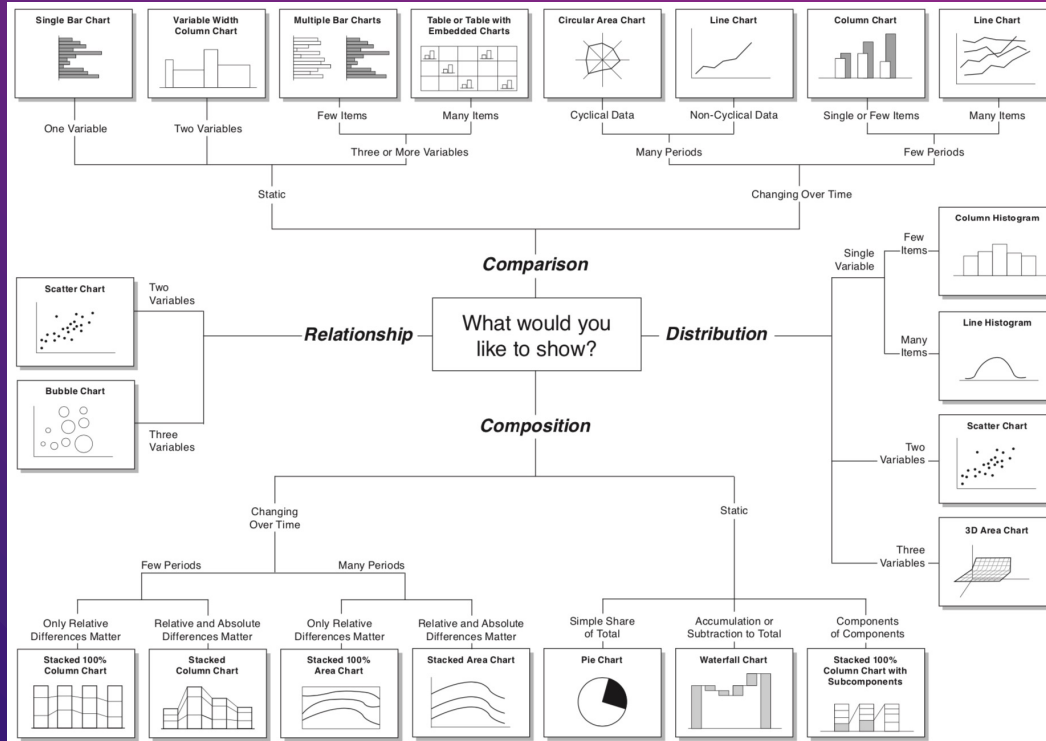 Single Bar Chart
Variable Width
Column Chart
Multiple Bar Charts
Table or Table with
Embedded Charts
Circular Area Chart
Line Chart
Column Chart
Line Chart
One Variable
Two Variables
Few Items
Many Items
Cyclical Data
Non-Cyclical Data
Single or Few Items
Many Items
Three or More Variables
Many Periods
Few Periods
Static
Changing Over Time
Comparison
What would you
like to show?
Relationship
Two
Variables
Scatter Chart
Bubble Chart
Three
Variables
Distribution
Single
Variable
Few
Items
Column Histogram
Many
Items
Line Histogram
Two
Variables
Scatter Chart
Three
Variables
3D Area Chart
Composition
Changing
Over Time
Static
Few Periods
Many Periods
Only Relative
Differences Matter
Relative and Absolute
Differences Matter
Only Relative
Differences Matter
Relative and Absolute
Differences Matter
Simple Share
of Total
Accumulation or
Subtraction to Total
Components
of Components
Stacked 100%
Column Chart
Stacked
Column Chart
Stacked 100%
Area Chart
Stacked Area Chart
Pie Chart
Waterfall Chart
Stacked 100%
Column Chart with
Subcomponents